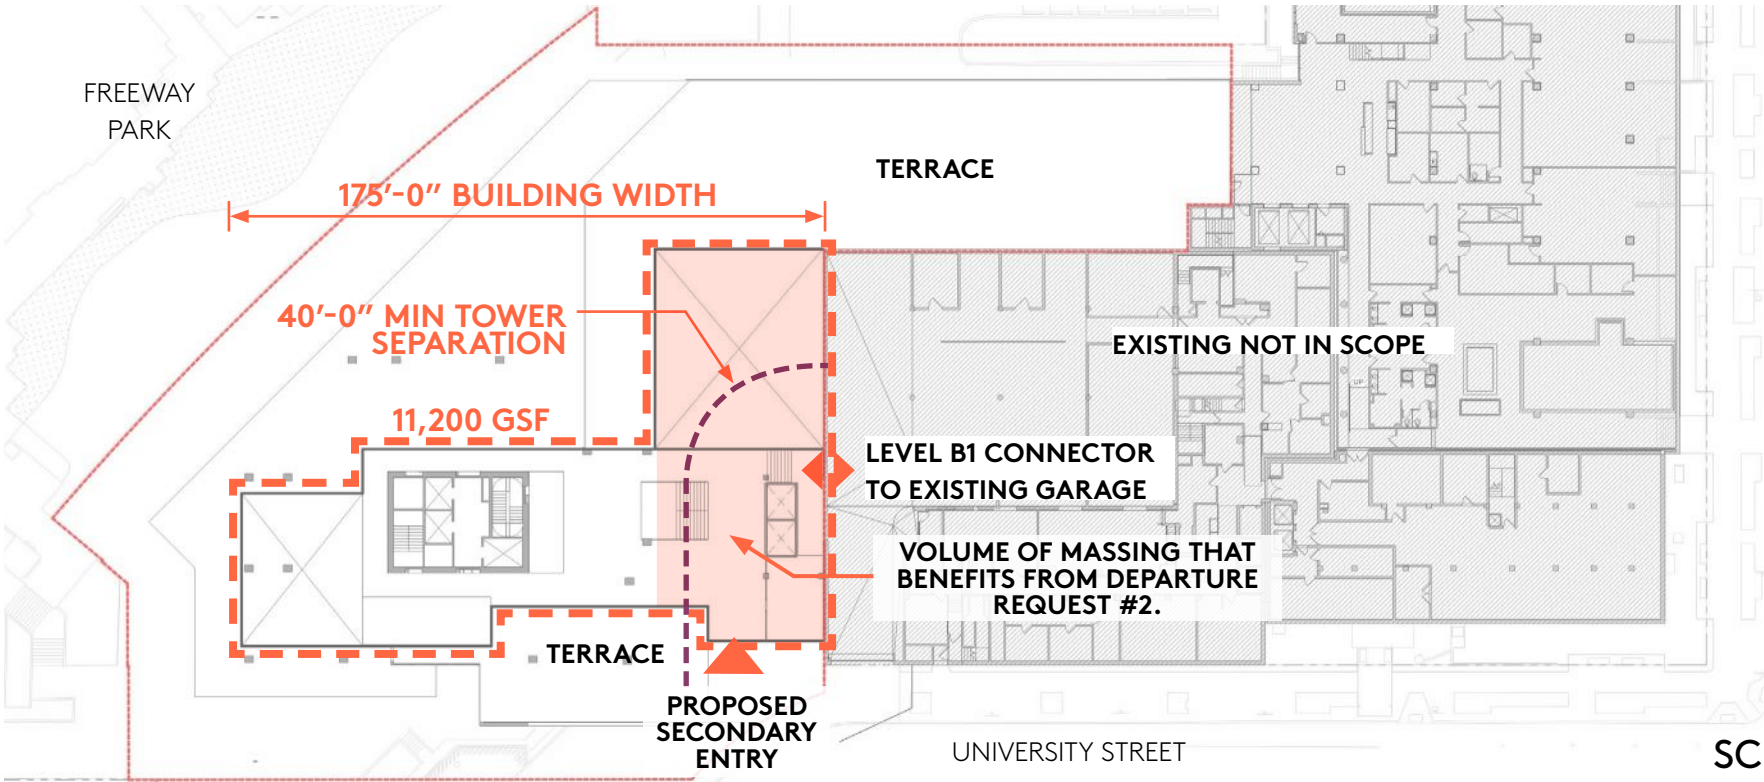 FREEWAY
PARK
TERRACE
175'-0" BUILDING WIDTH
40'-0" MIN TOWER
SEPARATION
EXISTING NOT IN SCOPE
UP
11,200 GSF
LEVEL B1 CONNECTOR
TO EXISTING GARAGE
VOLUME OF MASSING THAT
BENEFITS FROM DEPARTURE
REQUEST #2.
TERRACE
PROPOSED
SECONDARY
ENTRY
UNIVERSITY STREET
SC